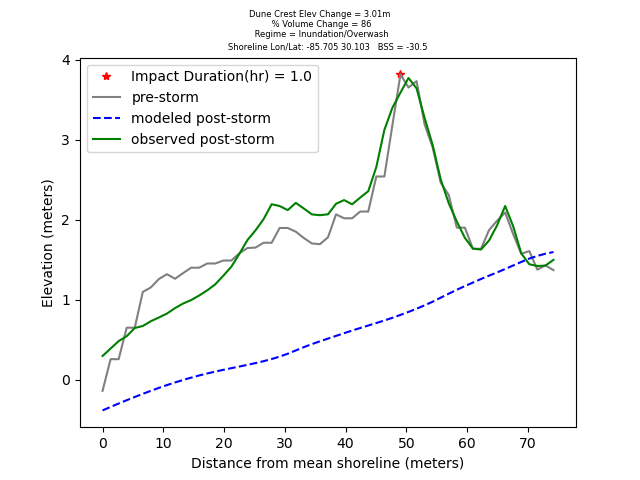 Dune Crest Elev Change = 3.01m
% Volume Change = 86
Regime = Inundation/Overwash
Shoreline Lon/Lat: -85.705 30.103   BSS = -30.5
Impact Duration(hr) = 1.0
pre-storm
modeled post-storm
observed post-storm
Elevation (meters)
4
3
2
1
0
0 10 20 30 40 50 60 70
Distance from mean shoreline (meters)